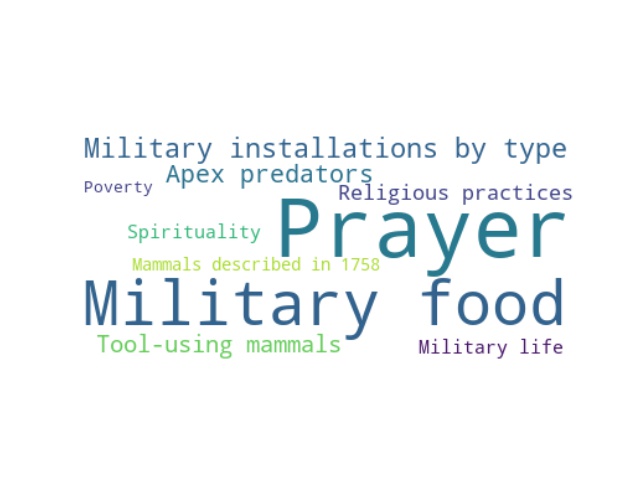 Military installations by type
Apex predators
Poverty
Religious practices
Prayer
Spirituality
Mammals described in 1758
Military food
Tool-using mammals
Military life